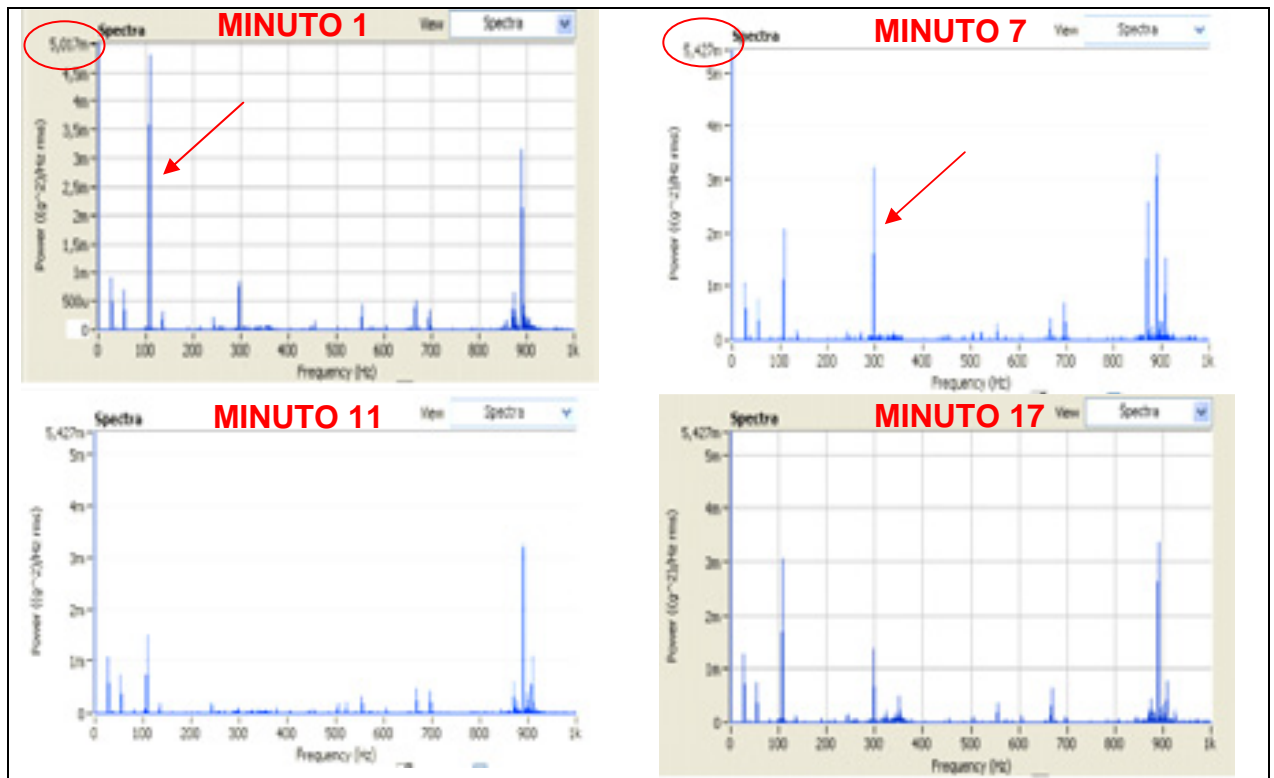 Spectra MINUTO 1 View Spectra
5,017m
4,5m
4m
3,5m
3m
2,5m
2m
1,5m
1m
500u
0
Power ((g^2)/Hz rms)
0 100 200 300 400 500 600 700 800 900 1k
Frequency (Hz)
Spectra MINUTO 7 View Spectra
5,427m
5m
4m
3m
2m
1m
0
Power ((g^2)/Hz rms)
0 100 200 300 400 500 600 700 800 900 1k
Frequency (Hz)
Spectra MINUTO 11 View Spectra
5,427m
5m
4m
3m
2m
1m
0
Power ((g^2)/Hz rms)
0 100 200 300 400 500 600 700 800 900 1k
Frequency (Hz)
Spectra MINUTO 17 View Spectra
5,427m
5m
4m
3m
2m
1m
0
Power ((g^2)/Hz rms)
0 100 200 300 400 500 600 700 800 900 1k
Frequency (Hz)